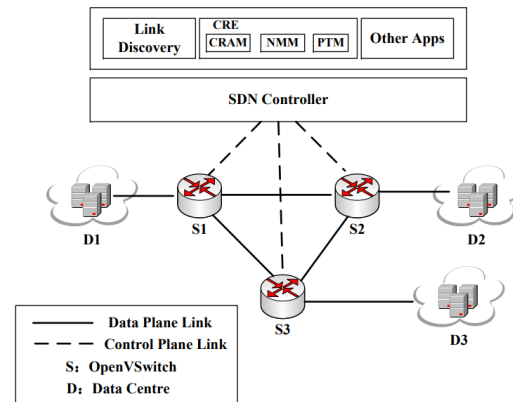 Link
Discovery
CRE
CRAM
NMM
PTM
Other Apps
SDN Controller
S1
S2
D1
D2
S3
D3
Data Plane Link
Control Plane Link
S: OpenVSwitch
D: Data Centre